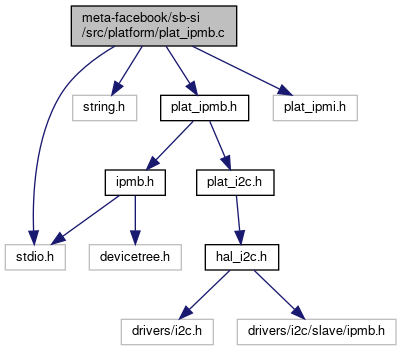 meta-facebook/sb-si
/src/platform/plat_ipmb.c
string.h
plat_ipmb.h
plat_ipmi.h
ipmb.h
plat_i2c.h
stdio.h
devicetree.h
hal_i2c.h
drivers/i2c.h
drivers/i2c/slave/ipmb.h